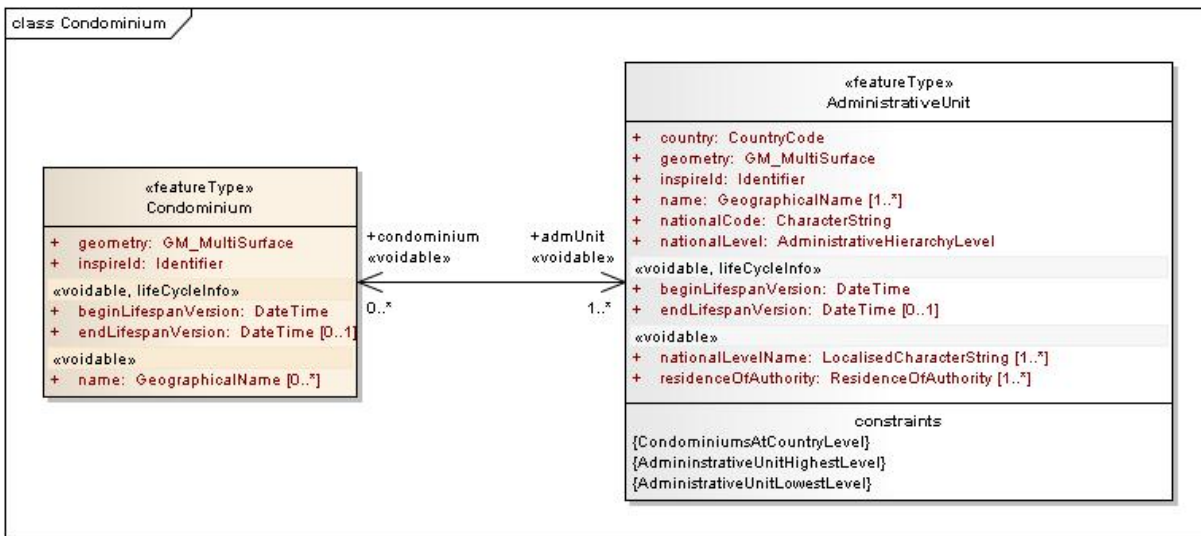 class Condominium
«featureType»
Condominium
+ geometry: GM_MultiSurface
+ inspireId: Identifier
«voidable, lifeCycleInfo»
+ beginLifespanVersion: DateTime
+ endLifespanVersion: DateTime [0..1]
«voidable»
+ name: GeographicalName [0..*]
+condominium
«voidable»
0..*
+admUnit
«voidable»
1..*
«featureType»
AdministrativeUnit
+ country: CountryCode
+ geometry: GM_MultiSurface
+ inspireId: Identifier
+ name: GeographicalName [1..*]
+ nationalCode: CharacterString
+ nationalLevel: AdministrativeHierarchyLevel
«voidable, lifeCycleInfo»
+ beginLifespanVersion: DateTime
+ endLifespanVersion: DateTime [0..1]
«voidable»
+ nationalLevelName: LocalisedCharacterString [1..*]
+ residenceOfAuthority: ResidenceOfAuthority [1..*]
constraints
{CondominiumsAtCountryLevel}
{AdmininstrativeUnitHighestLevel}
{AdministrativeUnitLowestLevel}